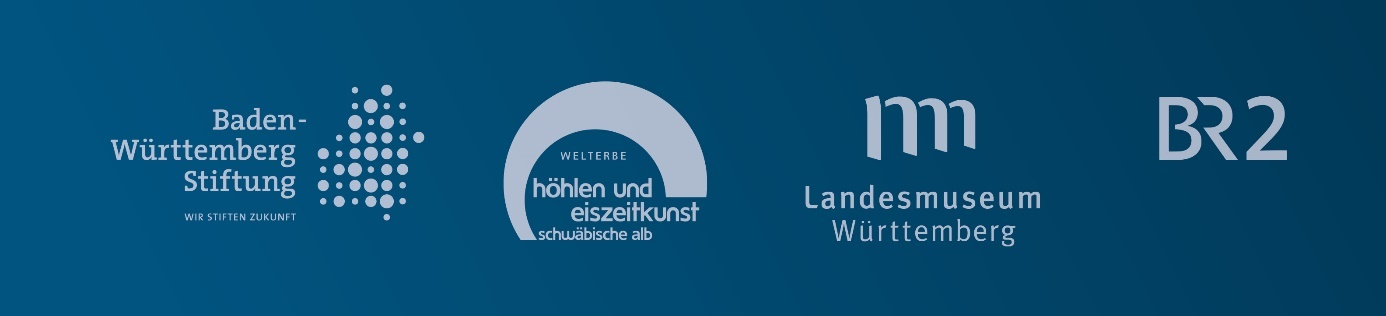 Baden-
Württemberg
Stiftung
WIR STIFTEN ZUKUNFT
WELTERBE
höhlen und
eiszeitkunst
schwäbische alb
m
Landesmuseum
Württemberg
BR2